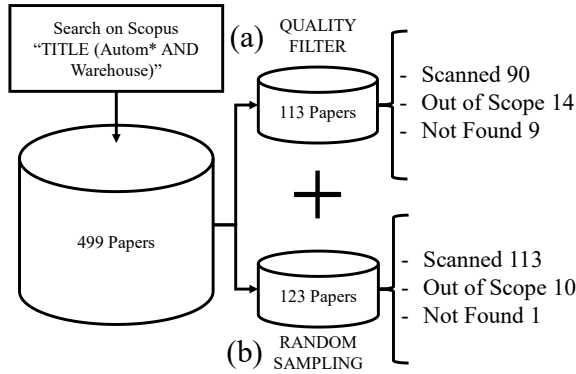 Search on Scopus
“TITLE (Autom* AND
Warehouse)”
499 Papers
(a)
QUALITY
FILTER
113 Papers
- Scanned 90
- Out of Scope 14
- Not Found 9
123 Papers
- Scanned 113
- Out of Scope 10
- Not Found 1
(b)
RANDOM
SAMPLING